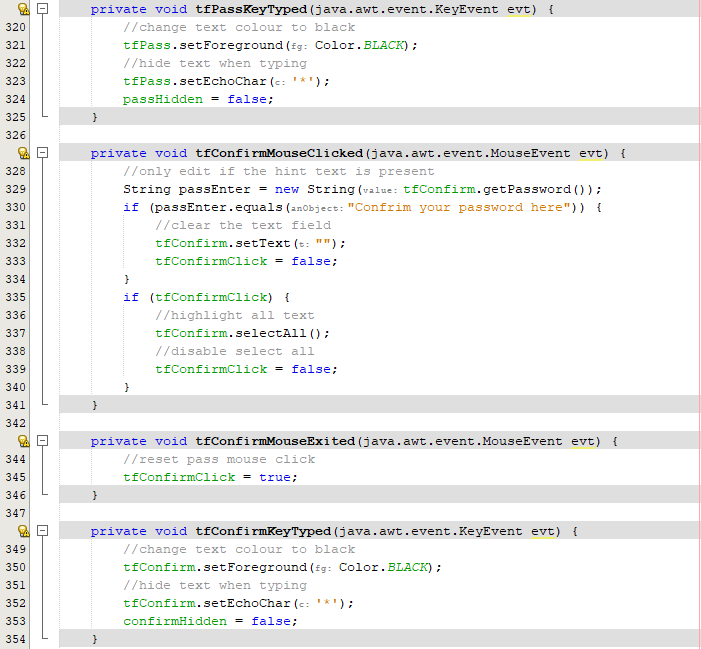 private void tfPassKeyTyped(java.awt.event.KeyEvent evt) {
320 //change text colour to black
321 tfPass.setForeground(fg: Color.BLACK);
322 //hide text when typing
323 tfPass.setEchoChar(c: '*');
324 passHidden = false;
325 }
326
private void tfConfirmMouseClicked(java.awt.event.MouseEvent evt) {
328 //only edit if the hint text is present
329 String passEnter = new String(value: tfConfirm.getPassword());
330 if (passEnter.equals(anObject: "Confrim your password here")) {
331 //clear the text field
332 tfConfirm.setText(t: "");
333 tfConfirmClick = false;
334 }
335 if (tfConfirmClick) {
336 //highlight all text
337 tfConfirm.selectAll();
338 //disable select all
339 tfConfirmClick = false;
340 }
341 }
342
private void tfConfirmMouseExited(java.awt.event.MouseEvent evt) {
344 //reset pass mouse click
345 tfConfirmClick = true;
346 }
347
private void tfConfirmKeyTyped(java.awt.event.KeyEvent evt) {
349 //change text colour to black
350 tfConfirm.setForeground(fg: Color.BLACK);
351 //hide text when typing
352 tfConfirm.setEchoChar(c: '*');
353 confirmHidden = false;
354 }